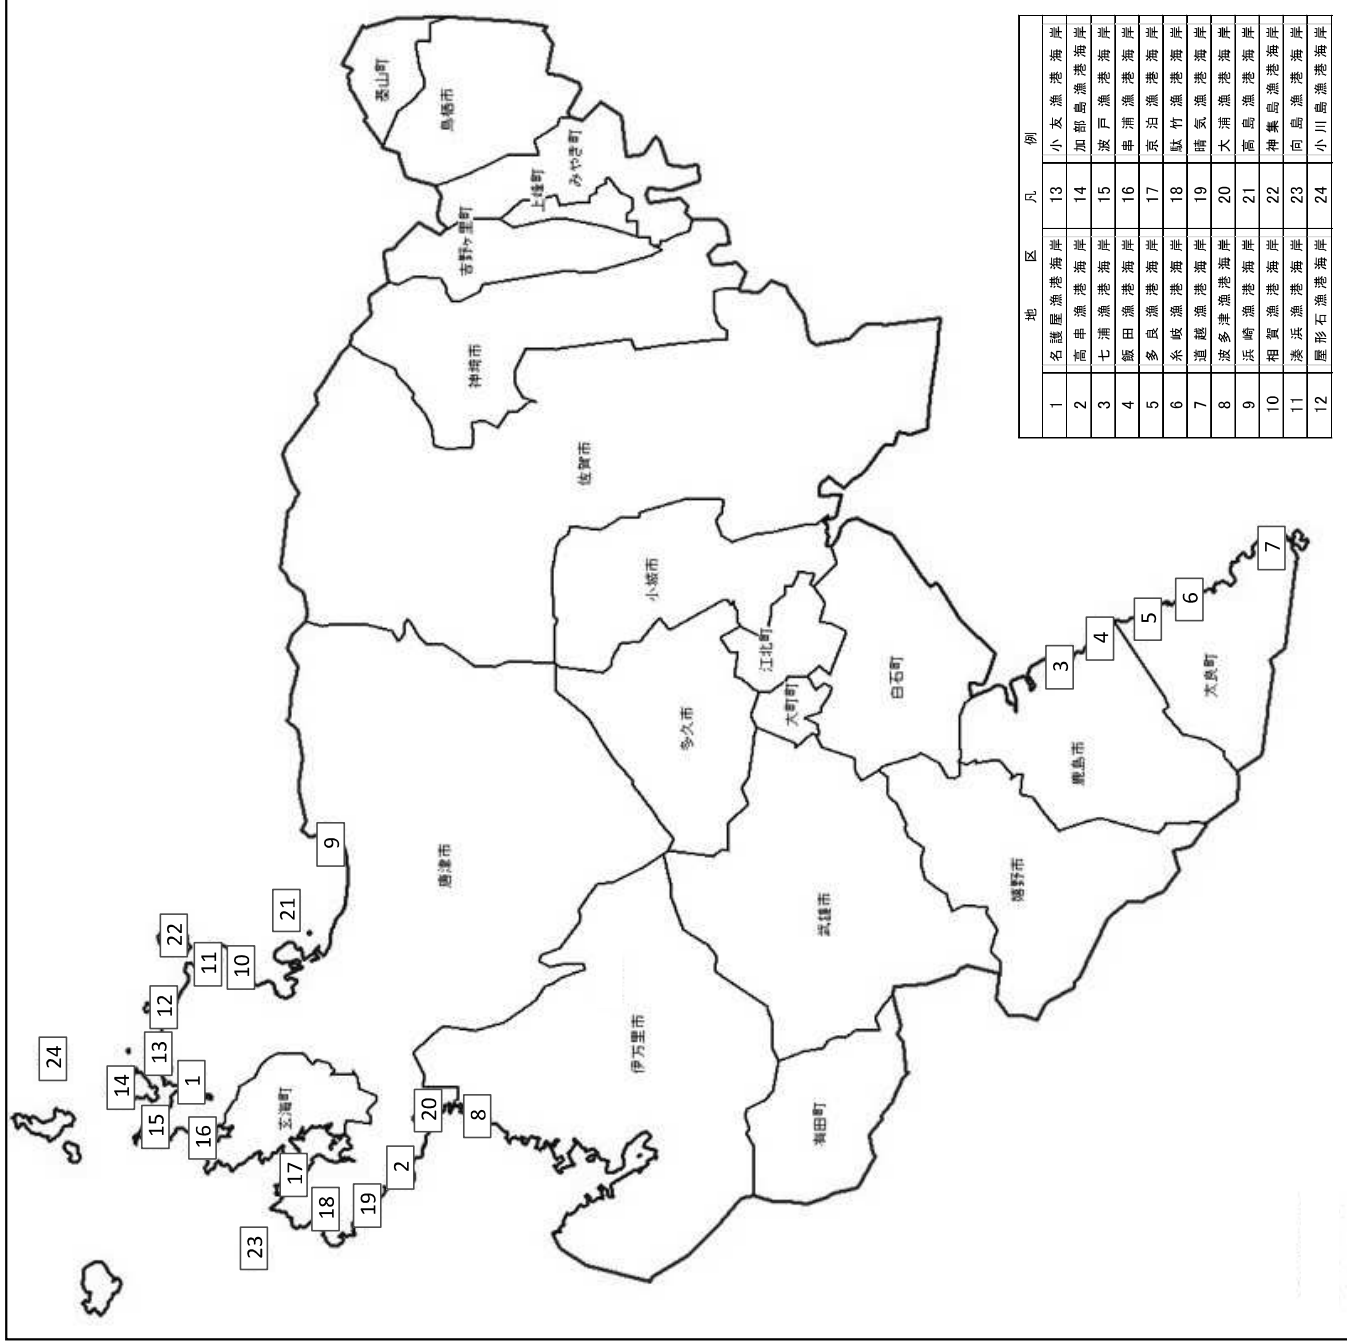 基山町
鳥栖市
みやき町
上峰町
吉野ヶ里町
神埼市
佐賀市
小城市
江北町
大町町
多久市
白石町
唐津市
武雄市
鹿島市
太良町
嬉野市
伊万里市
有田町
玄海町
24
14
13
12
22
11
10
21
9
15
1
16
17
18
19
2
20
8
23
3
4
5
6
7
地区 凡例
1 名護屋漁港海岸 13 小友漁港海岸
2 高串漁港海岸 14 加部島漁港海岸
3 七浦漁港海岸 15 波戸漁港海岸
4 飯田漁港海岸 16 串浦漁港海岸
5 多良漁港海岸 17 京泊漁港海岸
6 糸岐漁港海岸 18 駄竹漁港海岸
7 道越漁港海岸 19 晴気漁港海岸
8 波多津漁港海岸 20 大浦漁港海岸
9 浜崎漁港海岸 21 高島漁港海岸
10 相賀漁港海岸 22 神集島漁港海岸
11 湊浜漁港海岸 23 向島漁港海岸
12 屋形石漁港海岸 24 小川島漁港海岸